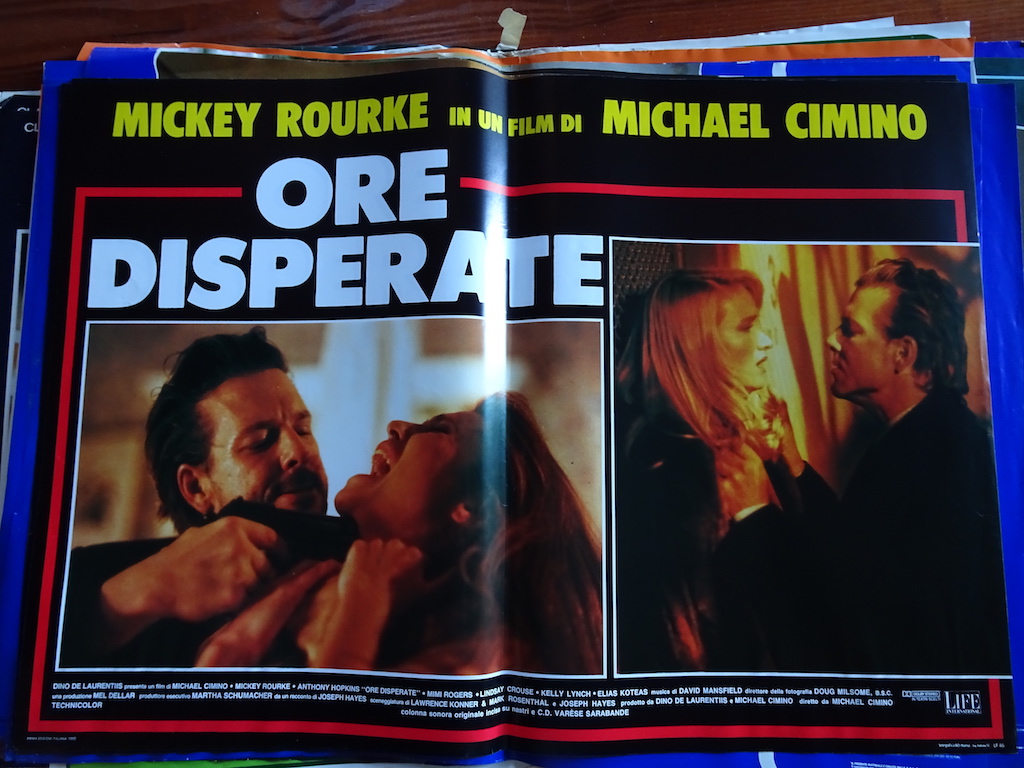 MICKEY ROURKE IN UN FILM DI MICHAEL CIMINO
ORE
DISPERATE
DINO DE LAURENTIIS presenta un film di MICHAEL CIMINO • MICKEY ROURKE • ANTHONY HOPKINS "ORE DISPERATE" • MIMI ROGERS • LINDSAY CROUSE • KELLY LYNCH • ELIAS KOTEAS musica di DAVID MANSFIELD direttore della fotografia DOUG MILSOME, B.S.C.
una produzione MEL DELLAR produttore esecutivo MARTHA SCHUMACHER da un racconto di JOSEPH HAYES sceneggiatura di LAWRENCE KONNER & MARK ROSENTHAL e JOSEPH HAYES prodotto da DINO DE LAURENTIIS e MICHAEL CIMINO diretto da MICHAEL CIMINO
TECHNICOLOR
colonna sonora originale incisa su nastri e C.D. VARÈSE SARABANDE
DOLBY STEREO
LIFE
INTERNATIONAL